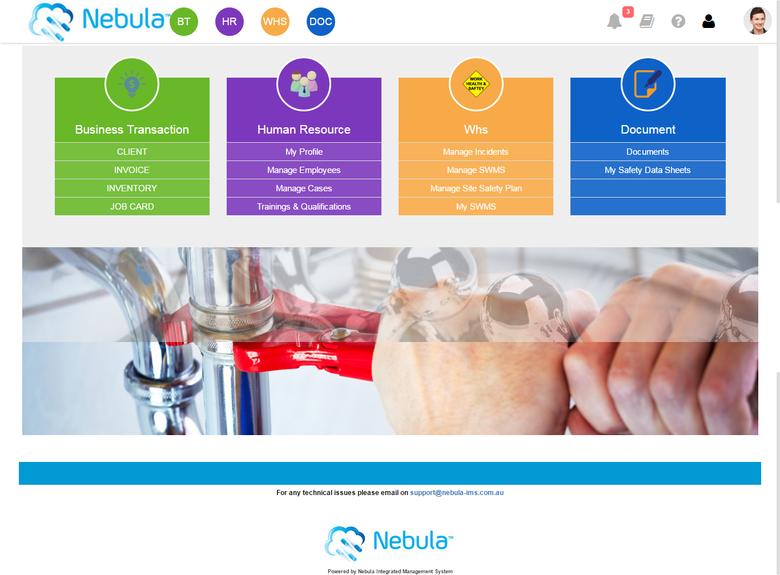 Nebula™
BT
HR
WHS
DOC
3
Business Transaction
CLIENT
INVOICE
INVENTORY
JOB CARD
Human Resource
My Profile
Manage Employees
Manage Cases
Trainings & Qualifications
WORK
HEALTH &
SAFTEY
Whs
Manage Incidents
Manage SWMS
Manage Site Safety Plan
My SWMS
Document
Documents
My Safety Data Sheets
For any technical issues please email on support@nebula-ims.com.au
Nebula™
Powered by Nebula Integrated Management System